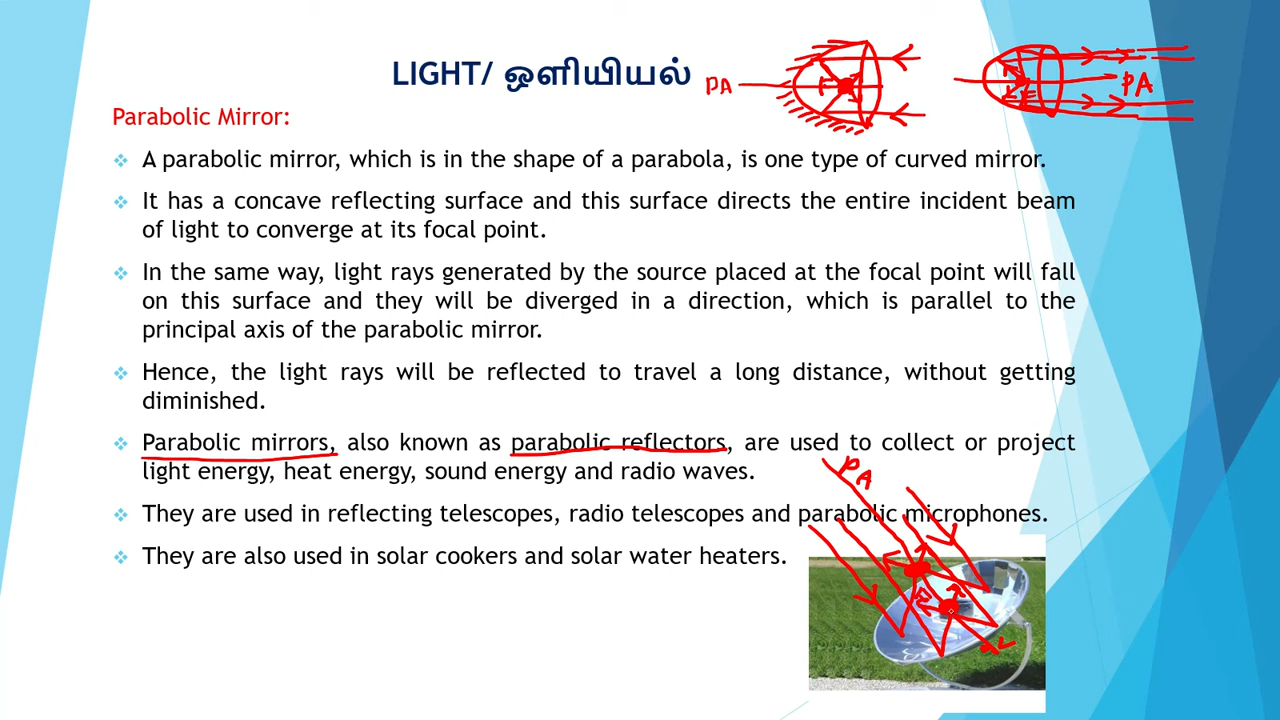 LIGHT/ ஒளியியல்
PA
PA
Parabolic Mirror:
A parabolic mirror, which is in the shape of a parabola, is one type of curved mirror.
It has a concave reflecting surface and this surface directs the entire incident beam
of light to converge at its focal point.
In the same way, light rays generated by the source placed at the focal point will fall
on this surface and they will be diverged in a direction, which is parallel to the
principal axis of the parabolic mirror.
Hence, the light rays will be reflected to travel a long distance, without getting
diminished.
Parabolic mirrors, also known as parabolic reflectors, are used to collect or project
light energy, heat energy, sound energy and radio waves.
PA
They are used in reflecting telescopes, radio telescopes and parabolic microphones.
They are also used in solar cookers and solar water heaters.